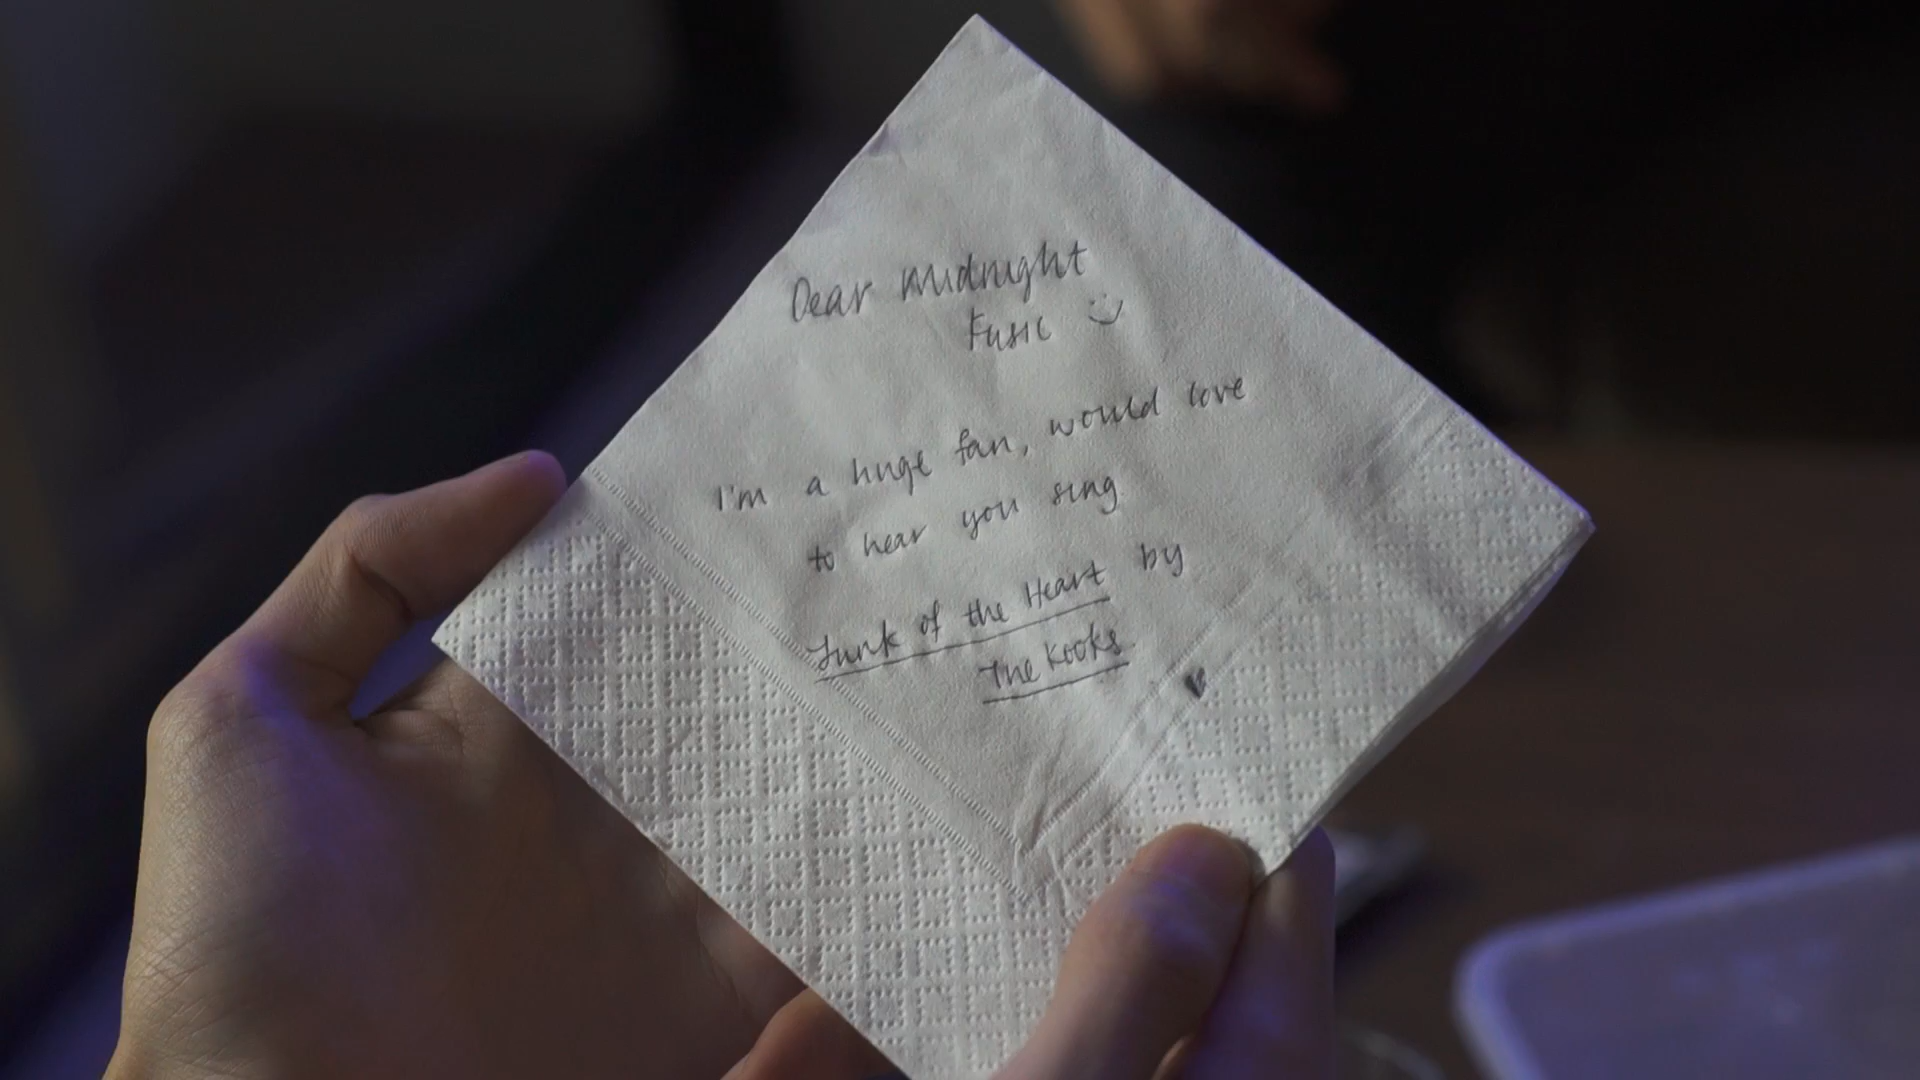 Dear Midnight
Fusic :)
I'm a huge fan, would love
to hear you sing
Junk of the Heart by
The Kooks.
♥